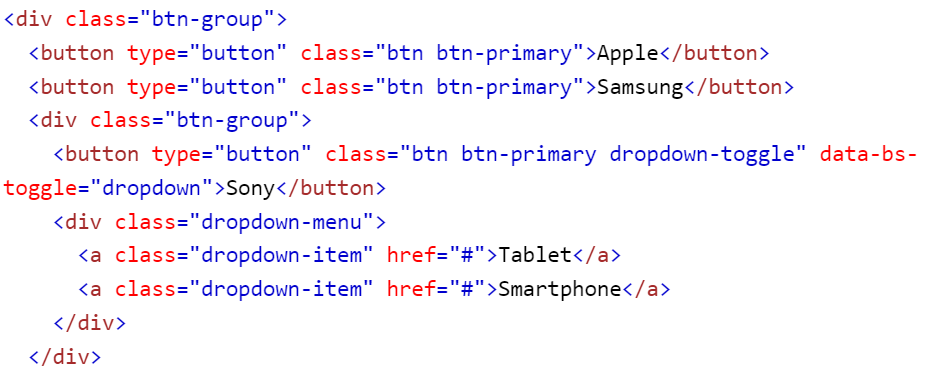 <div class="btn-group">
  <button type="button" class="btn btn-primary">Apple</button>
  <button type="button" class="btn btn-primary">Samsung</button>
  <div class="btn-group">
    <button type="button" class="btn btn-primary dropdown-toggle" data-bs-
toggle="dropdown">Sony</button>
    <div class="dropdown-menu">
      <a class="dropdown-item" href="#">Tablet</a>
      <a class="dropdown-item" href="#">Smartphone</a>
    </div>
  </div>